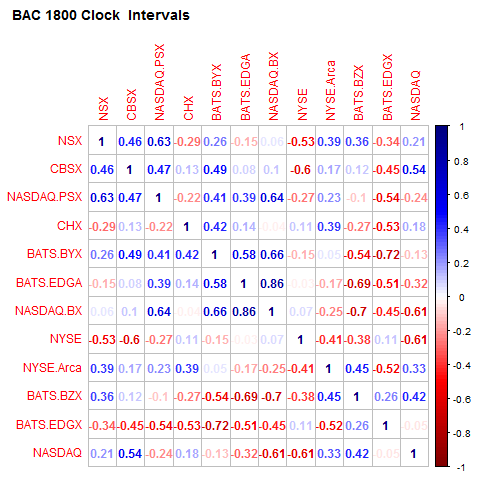 BAC 1800 Clock Intervals
NSX CBSX NASDAQ.PSX CHX BATS.BYX BATS.EDGA NASDAQ.BX NYSE NYSE.Arca BATS.BZX BATS.EDGX NASDAQ
NSX 1 0.46 0.63 -0.29 0.26 -0.15 0.06 -0.53 0.39 0.36 -0.34 0.21
CBSX 0.46 1 0.47 0.13 0.49 0.08 0.1 -0.6 0.17 0.12 -0.45 0.54
NASDAQ.PSX 0.63 0.47 1 -0.22 0.41 0.39 0.64 -0.27 0.23 -0.1 -0.54 -0.24
CHX -0.29 0.13 -0.22 1 0.42 0.14 -0.04 0.11 0.39 -0.27 -0.53 0.18
BATS.BYX 0.26 0.49 0.41 0.42 1 0.58 0.66 -0.15 0.05 -0.54 -0.72 -0.13
BATS.EDGA -0.15 0.08 0.39 0.14 0.58 1 0.86 -0.03 -0.17 -0.69 -0.51 -0.32
NASDAQ.BX 0.06 0.1 0.64 -0.04 0.66 0.86 1 0.07 -0.25 -0.7 -0.45 -0.61
NYSE -0.53 -0.6 -0.27 0.11 -0.15 -0.03 0.07 1 -0.41 -0.38 0.11 -0.61
NYSE.Arca 0.39 0.17 0.23 0.39 0.05 -0.17 -0.25 -0.41 1 0.45 -0.52 0.33
BATS.BZX 0.36 0.12 -0.1 -0.27 -0.54 -0.69 -0.7 -0.38 0.45 1 0.26 0.42
BATS.EDGX -0.34 -0.45 -0.54 -0.53 -0.72 -0.51 -0.45 0.11 -0.52 0.26 1 -0.05
NASDAQ 0.21 0.54 -0.24 0.18 -0.13 -0.32 -0.61 -0.61 0.33 0.42 -0.05 1
1
0.8
0.6
0.4
0.2
0
-0.2
-0.4
-0.6
-0.8
-1